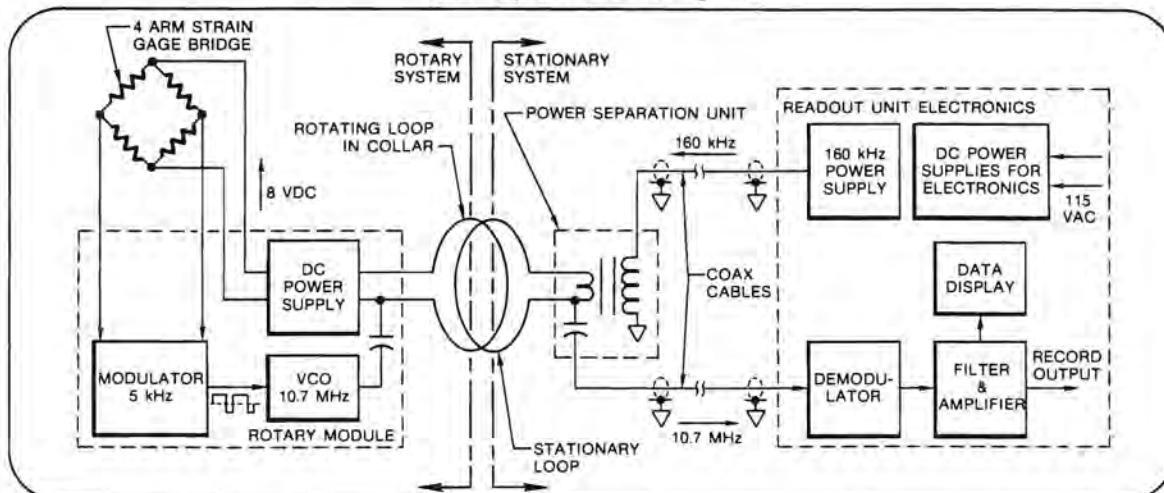 4 ARM STRAIN
GAGE BRIDGE
ROTARY
SYSTEM
STATIONARY
SYSTEM
ROTATING LOOP
IN COLLAR
POWER SEPARATION UNIT
READOUT UNIT ELECTRONICS
160 kHz
160 kHz
POWER
SUPPLY
DC POWER
SUPPLIES FOR
ELECTRONICS
115
VAC
8 VDC
DC
POWER
SUPPLY
COAX
CABLES
DATA
DISPLAY
MODULATOR
5 kHz
VCO
10.7 MHz
ROTARY MODULE
DEMODU-
LATOR
FILTER
&
AMPLIFIER
RECORD
OUTPUT
10.7 MHz
STATIONARY
LOOP